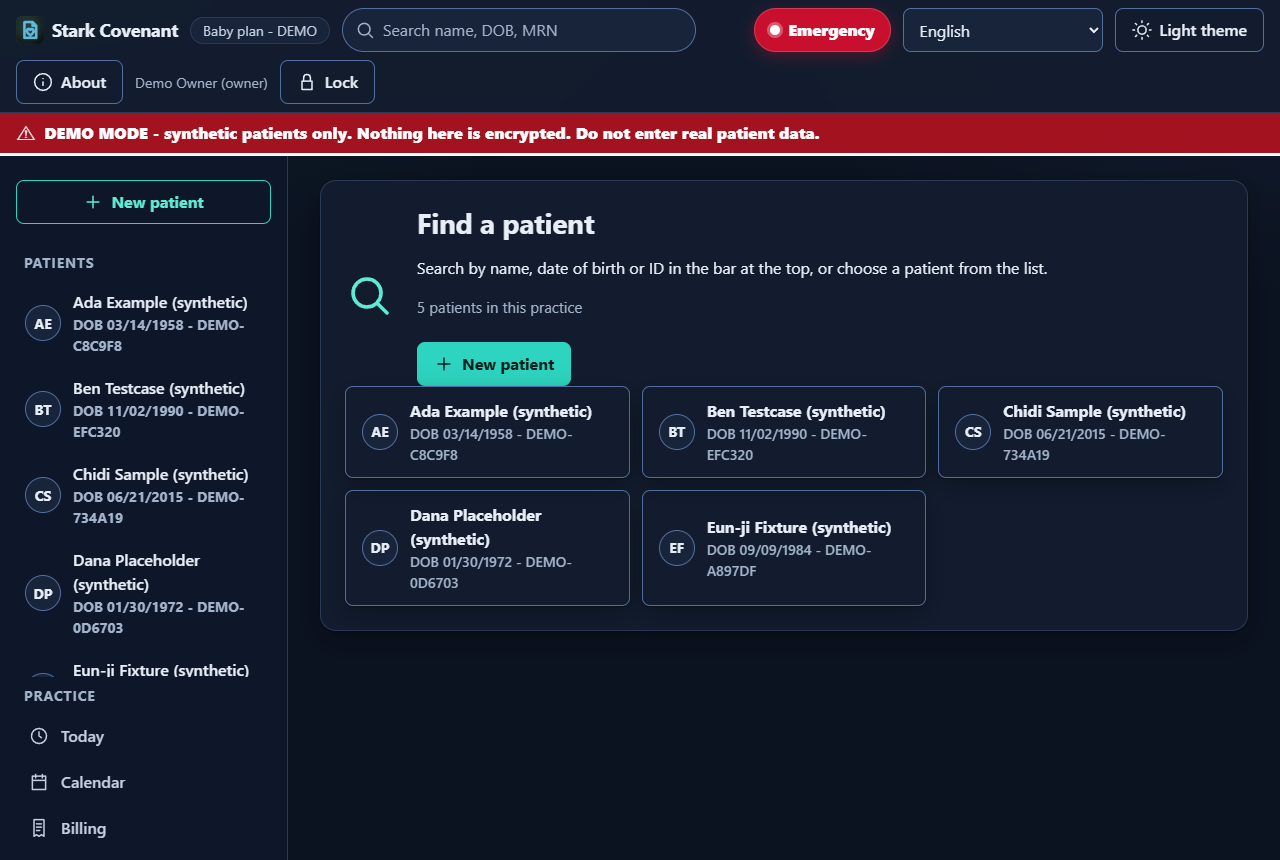 Stark Covenant
Baby plan - DEMO
Search name, DOB, MRN
Emergency
English
Light theme
About
Demo Owner (owner)
Lock
DEMO MODE - synthetic patients only. Nothing here is encrypted. Do not enter real patient data.
New patient
PATIENTS
AE
Ada Example (synthetic)
DOB 03/14/1958 - DEMO-
C8C9F8
BT
Ben Testcase (synthetic)
DOB 11/02/1990 - DEMO-
EFC320
CS
Chidi Sample (synthetic)
DOB 06/21/2015 - DEMO-
734A19
DP
Dana Placeholder
(synthetic)
DOB 01/30/1972 - DEMO-
0D6703
Eun-ji Fixture (synthetic)
PRACTICE
Today
Calendar
Billing
Find a patient
Search by name, date of birth or ID in the bar at the top, or choose a patient from the list.
5 patients in this practice
New patient
AE
Ada Example (synthetic)
DOB 03/14/1958 - DEMO-
C8C9F8
BT
Ben Testcase (synthetic)
DOB 11/02/1990 - DEMO-
EFC320
CS
Chidi Sample (synthetic)
DOB 06/21/2015 - DEMO-
734A19
DP
Dana Placeholder
(synthetic)
DOB 01/30/1972 - DEMO-
0D6703
EF
Eun-ji Fixture (synthetic)
DOB 09/09/1984 - DEMO-
A897DF